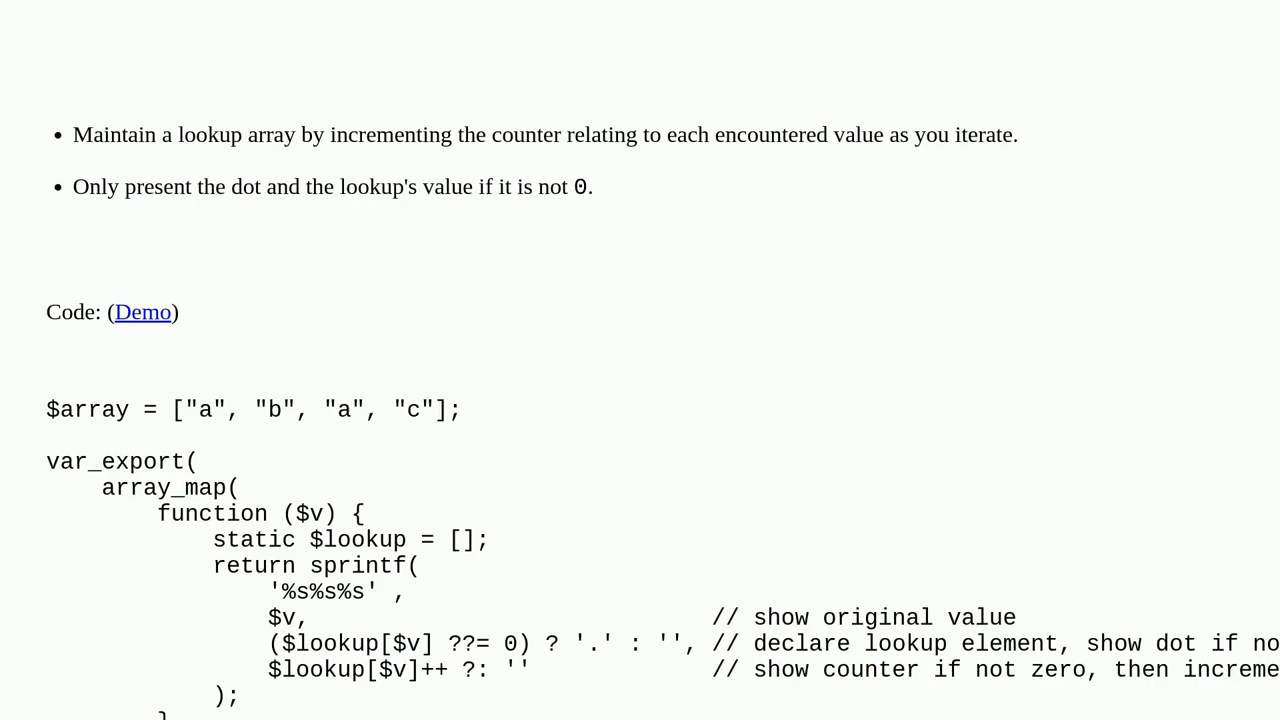 • Maintain a lookup array by incrementing the counter relating to each encountered value as you iterate.
• Only present the dot and the lookup's value if it is not 0.
Code: (Demo)
$array = ["a", "b", "a", "c"];
var_export(
    array_map(
        function ($v) {
            static $lookup = [];
            return sprintf(
                '%s%s%s' ,
                $v,                             // show original value
                ($lookup[$v] ??= 0) ? '.' : '', // declare lookup element, show dot if no
                $lookup[$v]++ ?: ''             // show counter if not zero, then increme
            );
        }